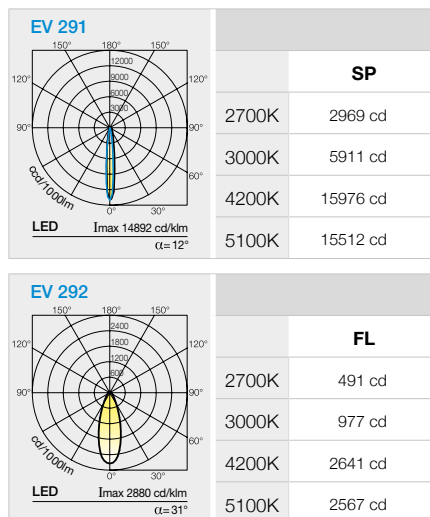 EV 291
150° 180° 150°
12000
9000
6000
3000
120° 120°
90° 90°
60°
ccd/1000lm
0° 30°
LED Imax 14892 cd/klm
α= 12°
SP
2700K 2969 cd
3000K 5911 cd
4200K 15976 cd
5100K 15512 cd
EV 292
150° 180° 150°
2400
1800
1200
600
120° 120°
90° 90°
60°
cd/1000lm
0° 30°
LED Imax 2880 cd/klm
α= 31°
FL
2700K 491 cd
3000K 977 cd
4200K 2641 cd
5100K 2567 cd